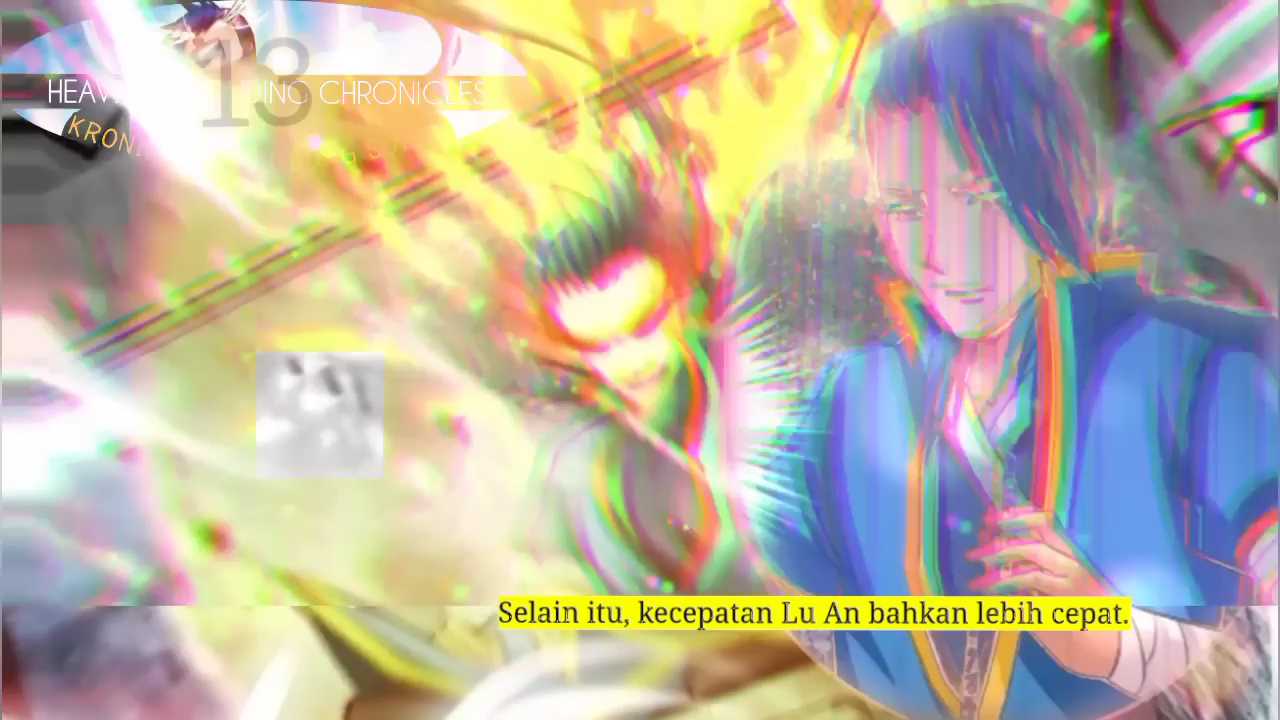 13
HEAV DING CHRONICLES
KRON
Selain itu, kecepatan Lu An bahkan lebih cepat.